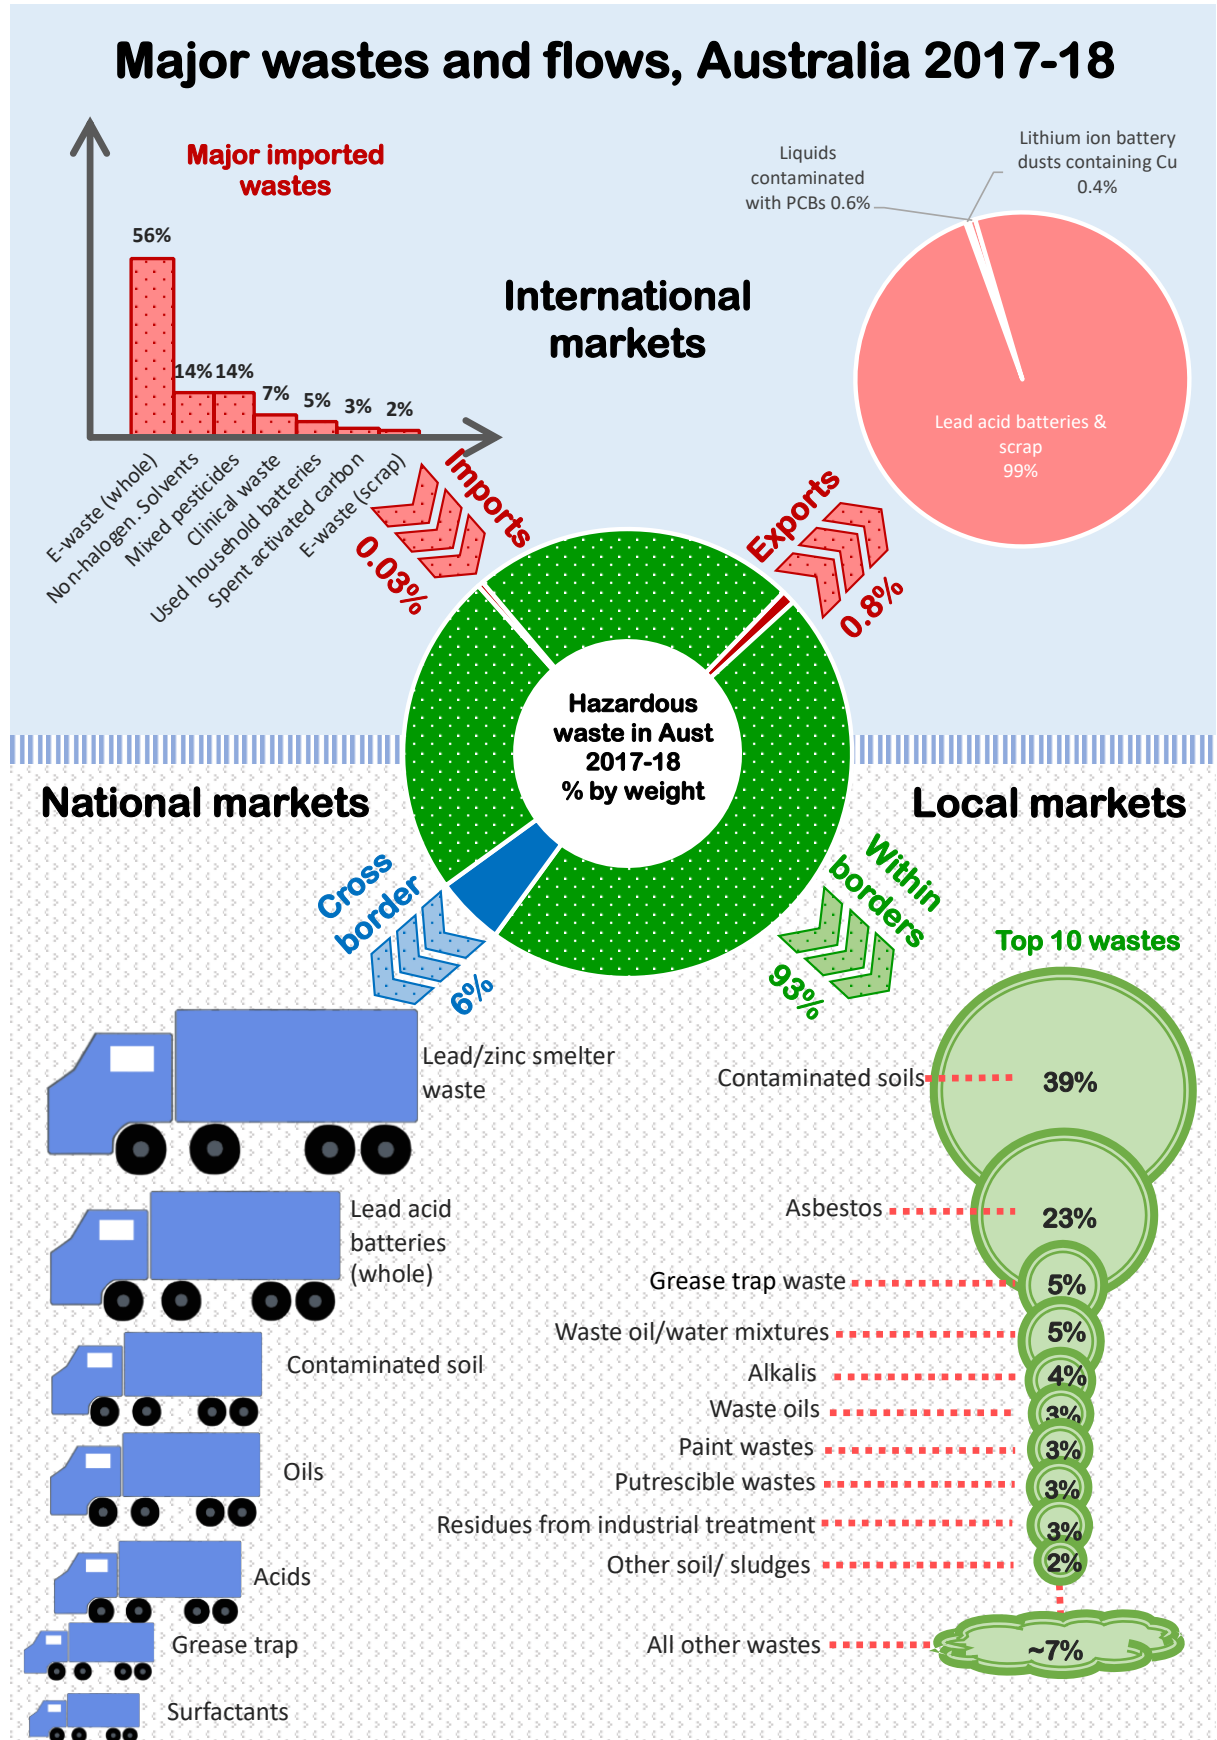 Major wastes and flows, Australia 2017-18
Major imported
wastes
56%
14%
14%
7%
5%
3%
2%
E-waste (whole)
Non-halogen. Solvents
Mixed pesticides
Clinical waste
Used household batteries
Spent activated carbon
E-waste (scrap)
International
markets
Liquids
contaminated
with PCBs 0.6%
Lithium ion battery
dusts containing Cu
0.4%
Lead acid batteries &
scrap
99%
Imports
0.03%
Exports
0.8%
Hazardous
waste in Aust
2017-18
% by weight
National markets
Local markets
Cross
border
6%
Within
borders
93%
Top 10 wastes
Lead/zinc smelter
waste
Lead acid
batteries
(whole)
Contaminated soil
Oils
Acids
Grease trap
Surfactants
Contaminated soils
39%
Asbestos
23%
Grease trap waste
5%
Waste oil/water mixtures
5%
Alkalis
4%
Waste oils
3%
Paint wastes
3%
Putrescible wastes
3%
Residues from industrial treatment
3%
Other soil/ sludges
2%
All other wastes
~7%